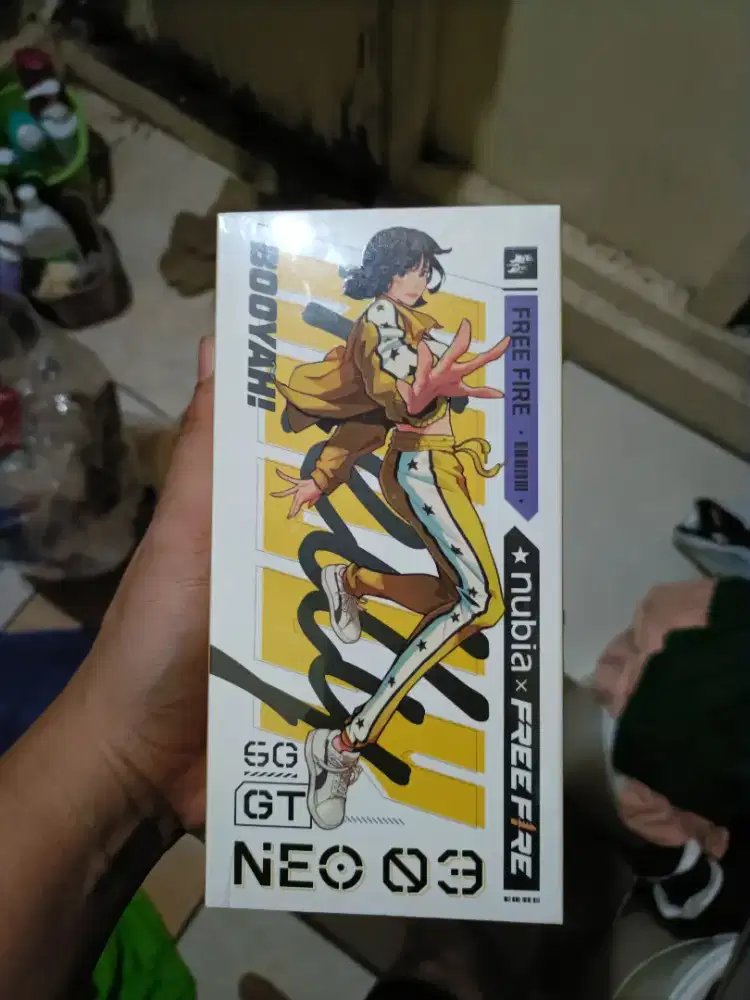 BOOYAH!!
FREE FIRE
nubia × FREE FIRE
5G
GT
NEO 03